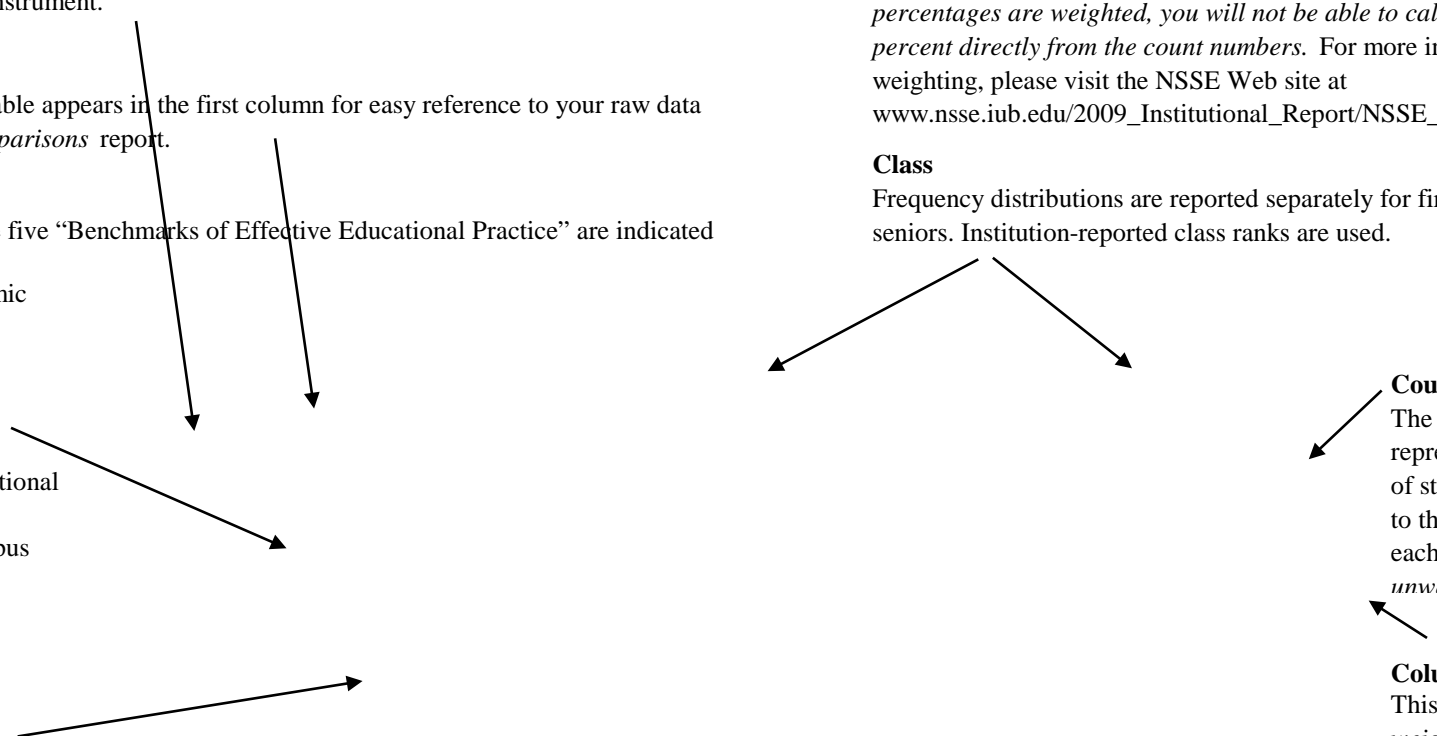 strument.
ble appears in the first column for easy reference to your raw data
parisons report.
five “Benchmarks of Effective Educational Practice” are indicated
nic
tional
pus
percentages are weighted, you will not be able to cal
percent directly from the count numbers. For more in
weighting, please visit the NSSE Web site at
www.nsse.iub.edu/2009_Institutional_Report/NSSE_
Class
Frequency distributions are reported separately for fir
seniors. Institution-reported class ranks are used.
Cou
The
repre
of st
to th
each
unw
Colu
This